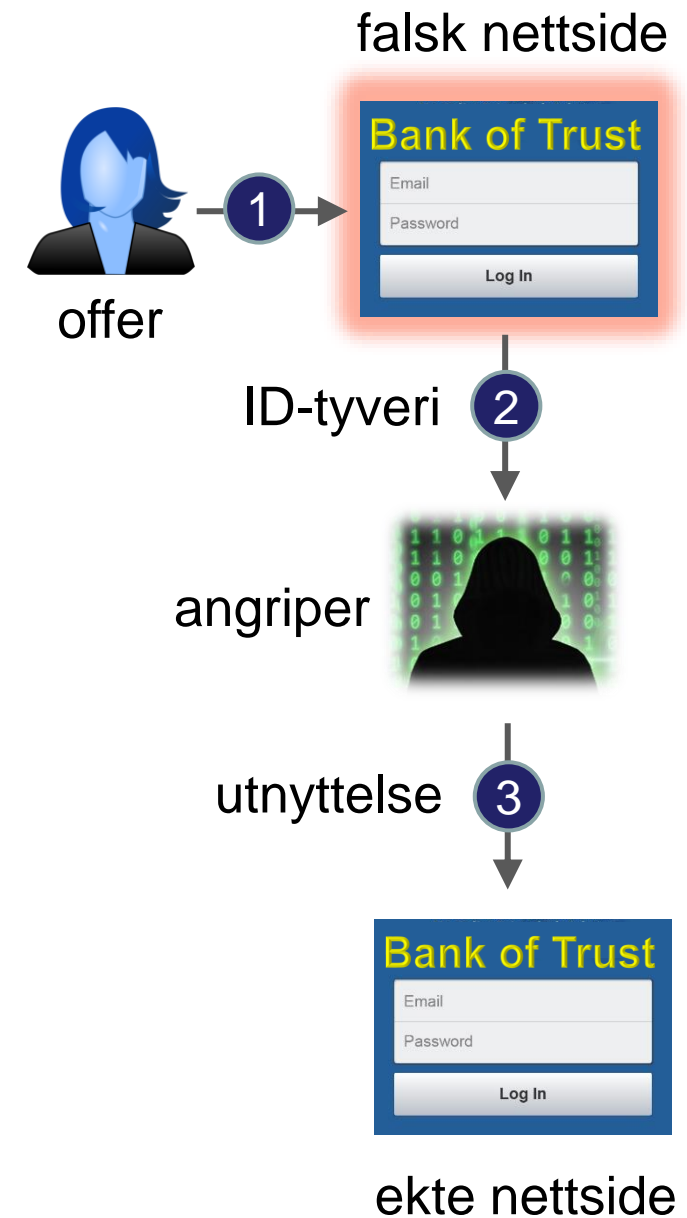 falsk nettside
Bank of Trust
Email
Password
Log In
1
offer
ID-tyveri
2
angriper
utnyttelse
3
Bank of Trust
Email
Password
Log In
ekte nettside